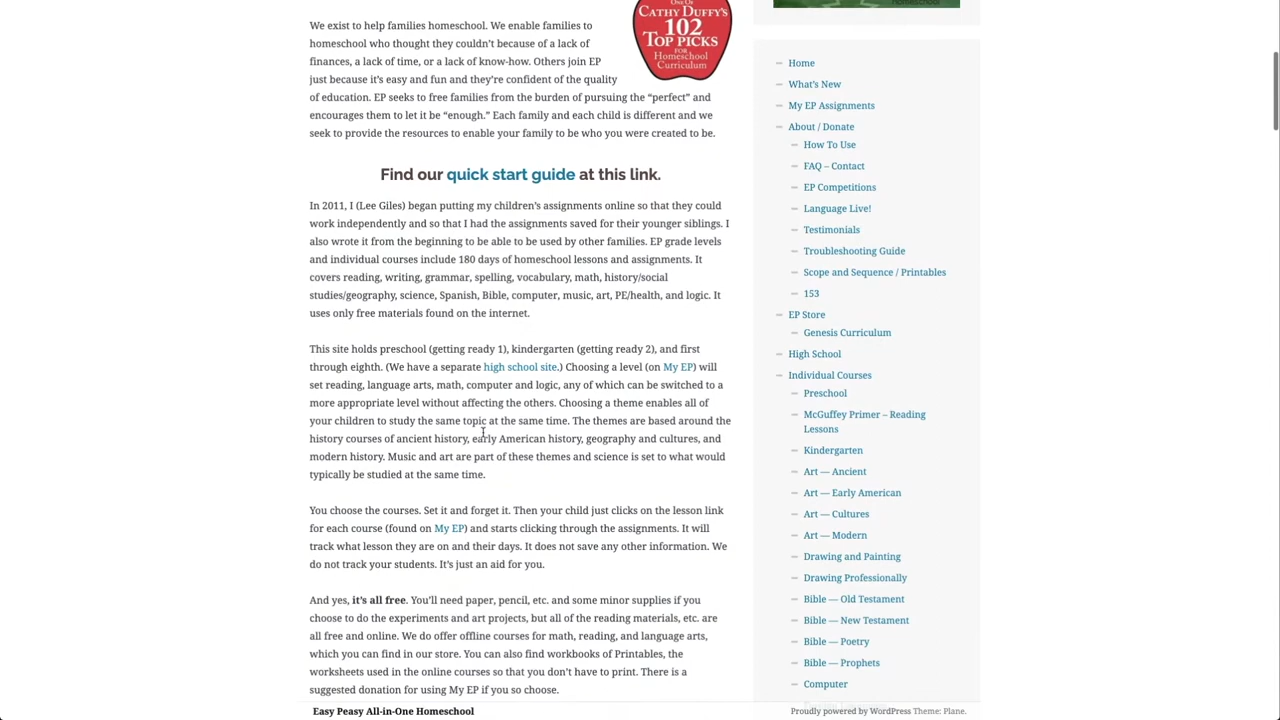 homeschool
ONE OF
CATHY DUFFY'S
102
TOP PICKS
FOR
Homeschool
Curriculum
We exist to help families homeschool. We enable families to
homeschool who thought they couldn’t because of a lack of
finances, a lack of time, or a lack of know-how. Others join EP
just because it’s easy and fun and they’re confident of the quality
of education. EP seeks to free families from the burden of pursuing the “perfect” and
encourages them to let it be “enough.” Each family and each child is different and we
seek to provide the resources to enable your family to be who you were created to be.
Find our quick start guide at this link.
In 2011, I (Lee Giles) began putting my children’s assignments online so that they could
work independently and so that I had the assignments saved for their younger siblings. I
also wrote it from the beginning to be able to be used by other families. EP grade levels
and individual courses include 180 days of homeschool lessons and assignments. It
covers reading, writing, grammar, spelling, vocabulary, math, history/social
studies/geography, science, Spanish, Bible, computer, music, art, PE/health, and logic. It
uses only free materials found on the internet.
This site holds preschool (getting ready 1), kindergarten (getting ready 2), and first
through eighth. (We have a separate high school site.) Choosing a level (on My EP) will
set reading, language arts, math, computer and logic, any of which can be switched to a
more appropriate level without affecting the others. Choosing a theme enables all of
your children to study the same topic at the same time. The themes are based around the
history courses of ancient history, early American history, geography and cultures, and
modern history. Music and art are part of these themes and science is set to what would
typically be studied at the same time.
You choose the courses. Set it and forget it. Then your child just clicks on the lesson link
for each course (found on My EP) and starts clicking through the assignments. It will
track what lesson they are on and their days. It does not save any other information. We
do not track your students. It’s just an aid for you.
And yes, it’s all free. You’ll need paper, pencil, etc. and some minor supplies if you
choose to do the experiments and art projects, but all of the reading materials, etc. are
all free and online. We do offer offline courses for math, reading, and language arts,
which you can find in our store. You can also find workbooks of Printables, the
worksheets used in the online courses so that you don’t have to print. There is a
suggested donation for using My EP if you so choose.
Home
What’s New
My EP Assignments
About / Donate
How To Use
FAQ – Contact
EP Competitions
Language Live!
Testimonials
Troubleshooting Guide
Scope and Sequence / Printables
153
EP Store
Genesis Curriculum
High School
Individual Courses
Preschool
McGuffey Primer – Reading
Lessons
Kindergarten
Art — Ancient
Art — Early American
Art — Cultures
Art — Modern
Drawing and Painting
Drawing Professionally
Bible — Old Testament
Bible — New Testament
Bible — Poetry
Bible — Prophets
Computer
Easy Peasy All-in-One Homeschool
Proudly powered by WordPress Theme: Plane.